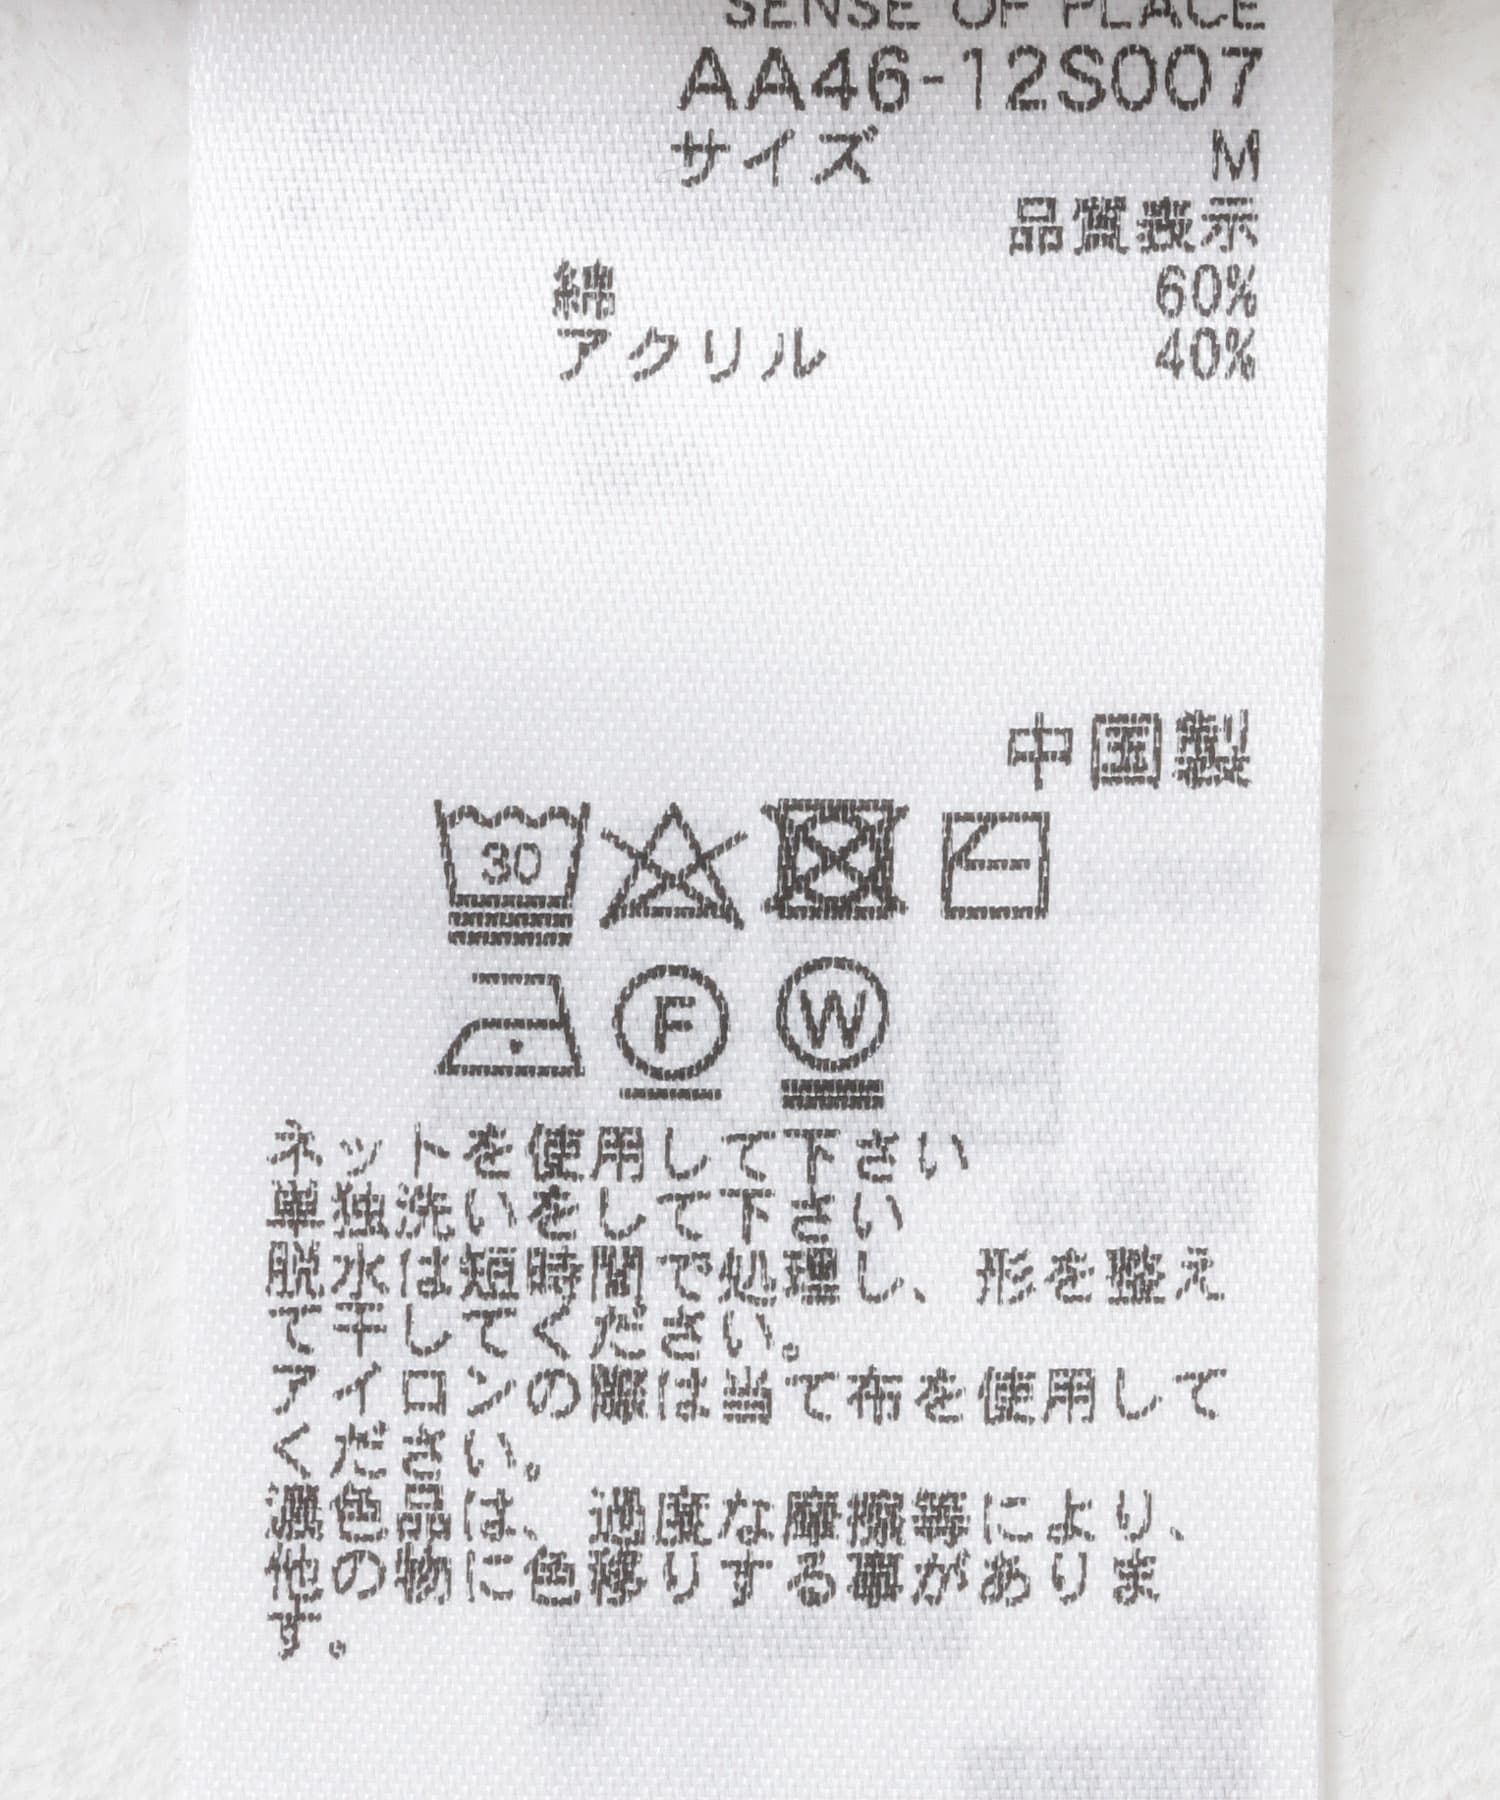 SENSE OF PLACE
AA46-12S007
サイズ M
品質表示
綿 60%
アクリル 40%
中国製
30
F W
ネットを使用して下さい
単独洗いをして下さい
脱水は短時間で処理し、形を整え
て干してください。
アイロンの際は当て布を使用して
ください。
濃色品は、過度な摩擦等により、
他の物に色移りする事がありま
す。